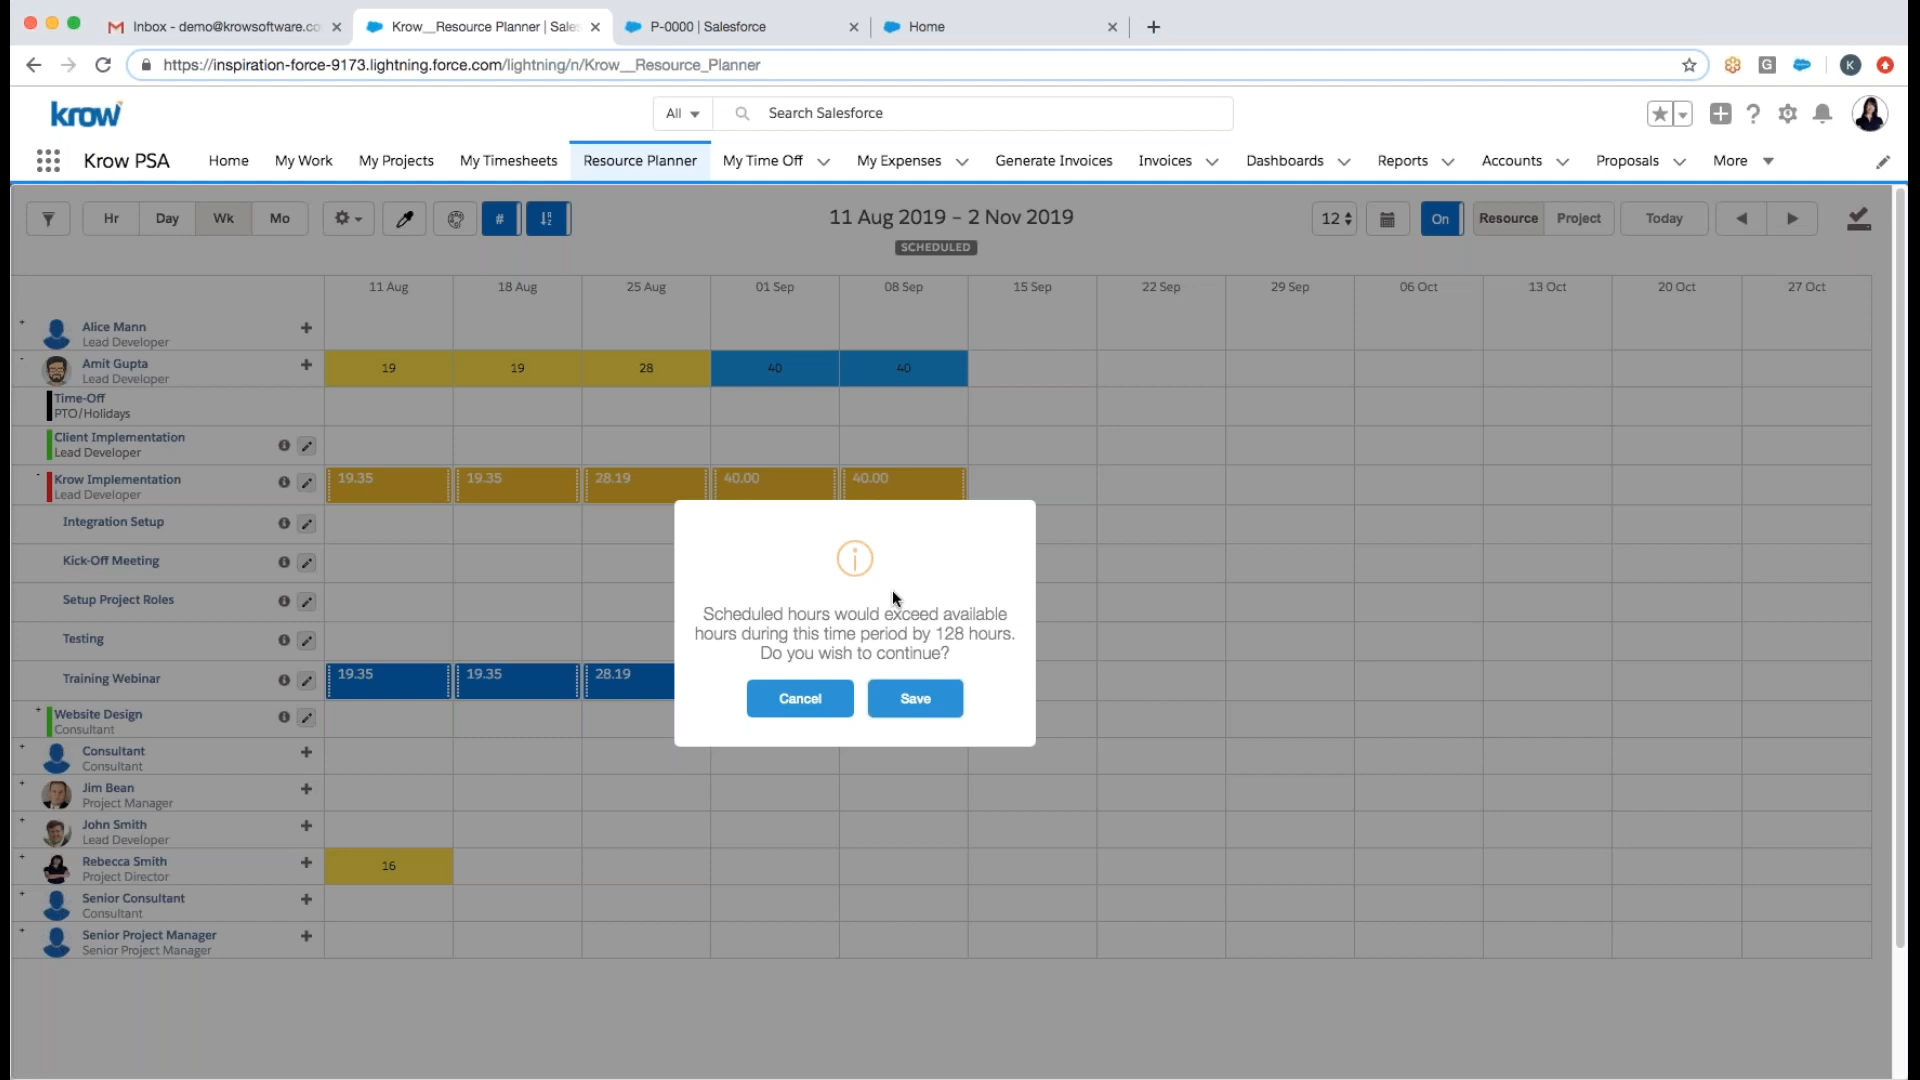 Inbox - demo@krowsoftware.co
Krow__Resource Planner | Sales
P-0000 | Salesforce
Home
https://inspiration-force-9173.lightning.force.com/lightning/n/Krow__Resource_Planner
G
K
krow
All
Search Salesforce
Krow PSA
Home
My Work
My Projects
My Timesheets
Resource Planner
My Time Off
My Expenses
Generate Invoices
Invoices
Dashboards
Reports
Accounts
Proposals
More
Hr
Day
Wk
Mo
#
11 Aug 2019 - 2 Nov 2019
SCHEDULED
12
On
Resource
Project
Today
11 Aug
18 Aug
25 Aug
01 Sep
08 Sep
15 Sep
22 Sep
29 Sep
06 Oct
13 Oct
20 Oct
27 Oct
Alice Mann
Lead Developer
Amit Gupta
Lead Developer
19
19
28
40
40
Time-Off
PTO/Holidays
Client Implementation
Lead Developer
Krow Implementation
Lead Developer
19.35
19.35
28.19
40.00
40.00
Integration Setup
Kick-Off Meeting
Setup Project Roles
Testing
Training Webinar
19.35
19.35
28.19
Website Design
Consultant
Consultant
Consultant
Jim Bean
Project Manager
John Smith
Lead Developer
Rebecca Smith
Project Director
16
Senior Consultant
Consultant
Senior Project Manager
Senior Project Manager
Scheduled hours would exceed available
hours during this time period by 128 hours.
Do you wish to continue?
Cancel
Save